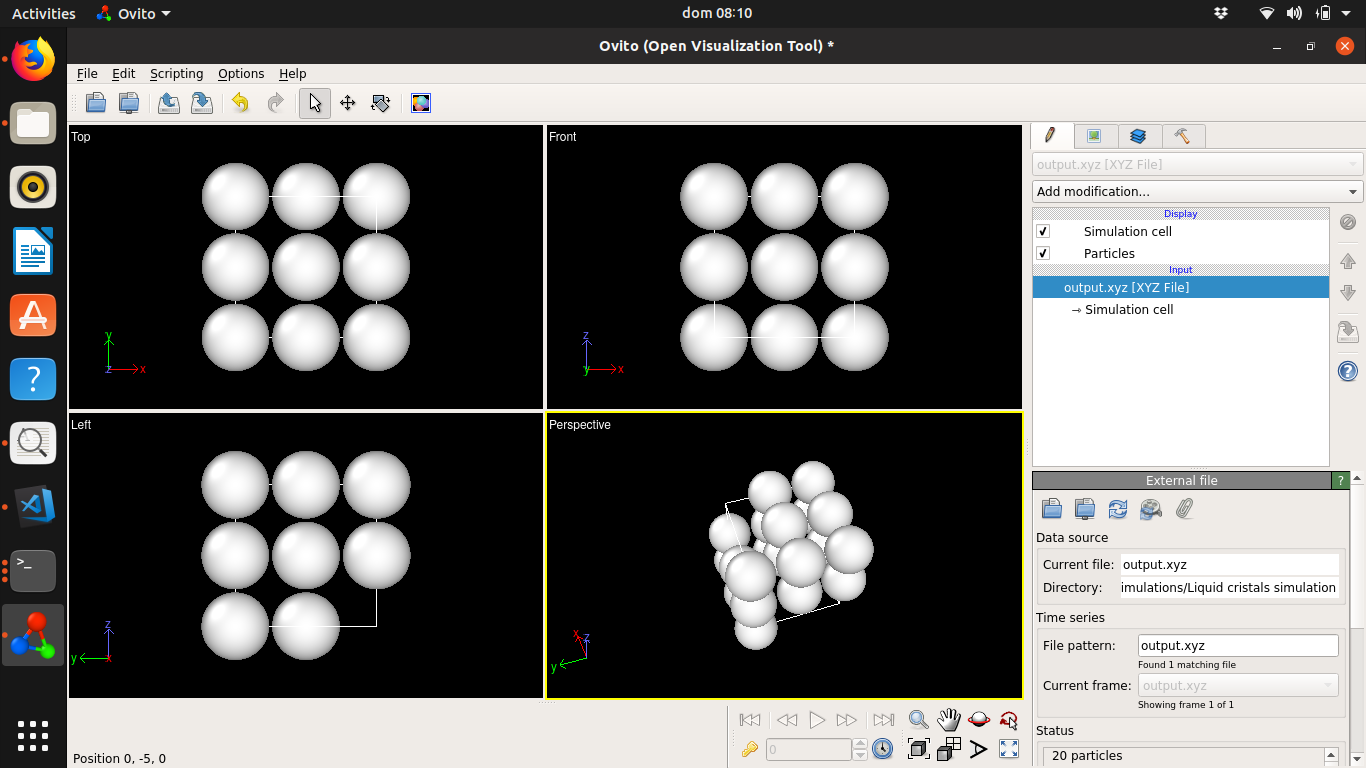 Activities Ovito dom 08:10
Ovito (Open Visualization Tool) *
File Edit Scripting Options Help
Top
y
z
x
Front
z
y
x
Left
z
y
x
Perspective
x
z
y
output.xyz [XYZ File]
Add modification...
Display
Simulation cell
Particles
Input
output.xyz [XYZ File]
→ Simulation cell
External file ?
Data source
Current file: output.xyz
Directory: imulations/Liquid cristals simulation
Time series
File pattern: output.xyz
Found 1 matching file
Current frame: output.xyz
Showing frame 1 of 1
Status
20 particles
0
Position 0, -5, 0